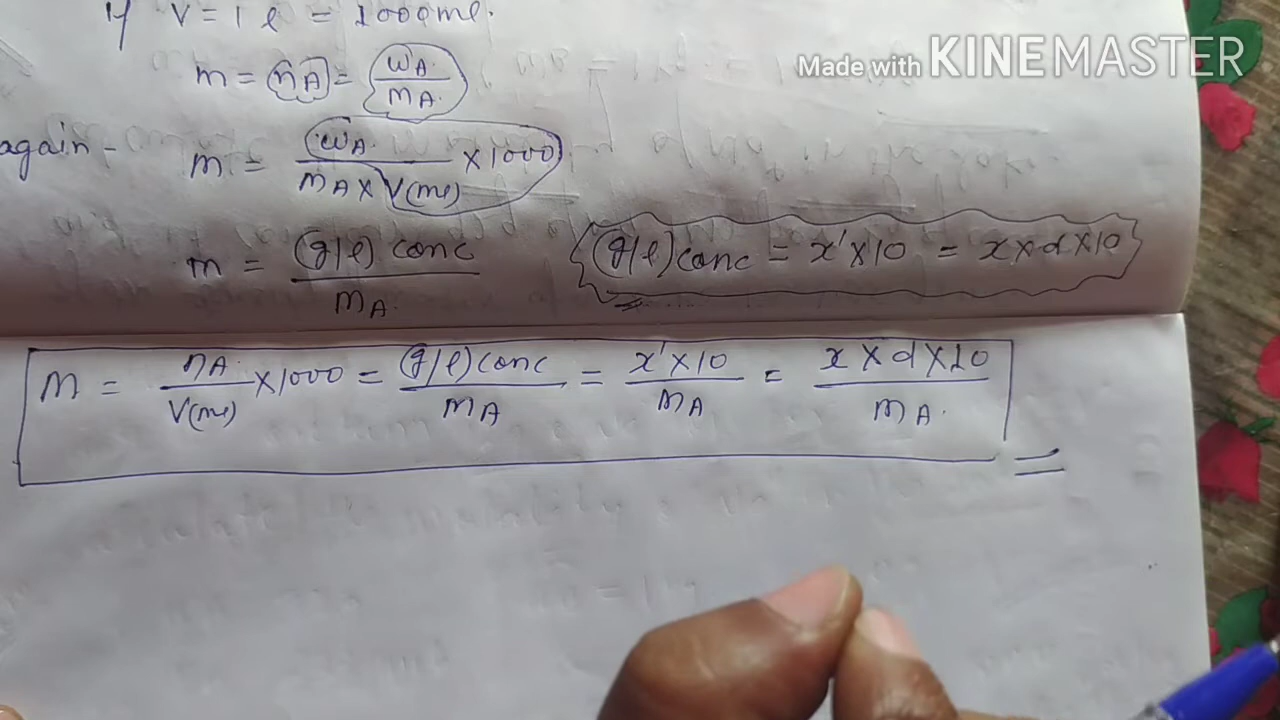 If V = 1 l = 1000ml.
Made with KINEMASTER
m = nA = wA / MA
again - m = wA / MA x V(ml) x 1000
m = (g/l) conc / MA
(g/l) conc = x' x 10 = x x d x 10
M = nA / V(ml) x 1000 = (g/l) conc / MA = x' x 10 / MA = x x d x 10 / MA.